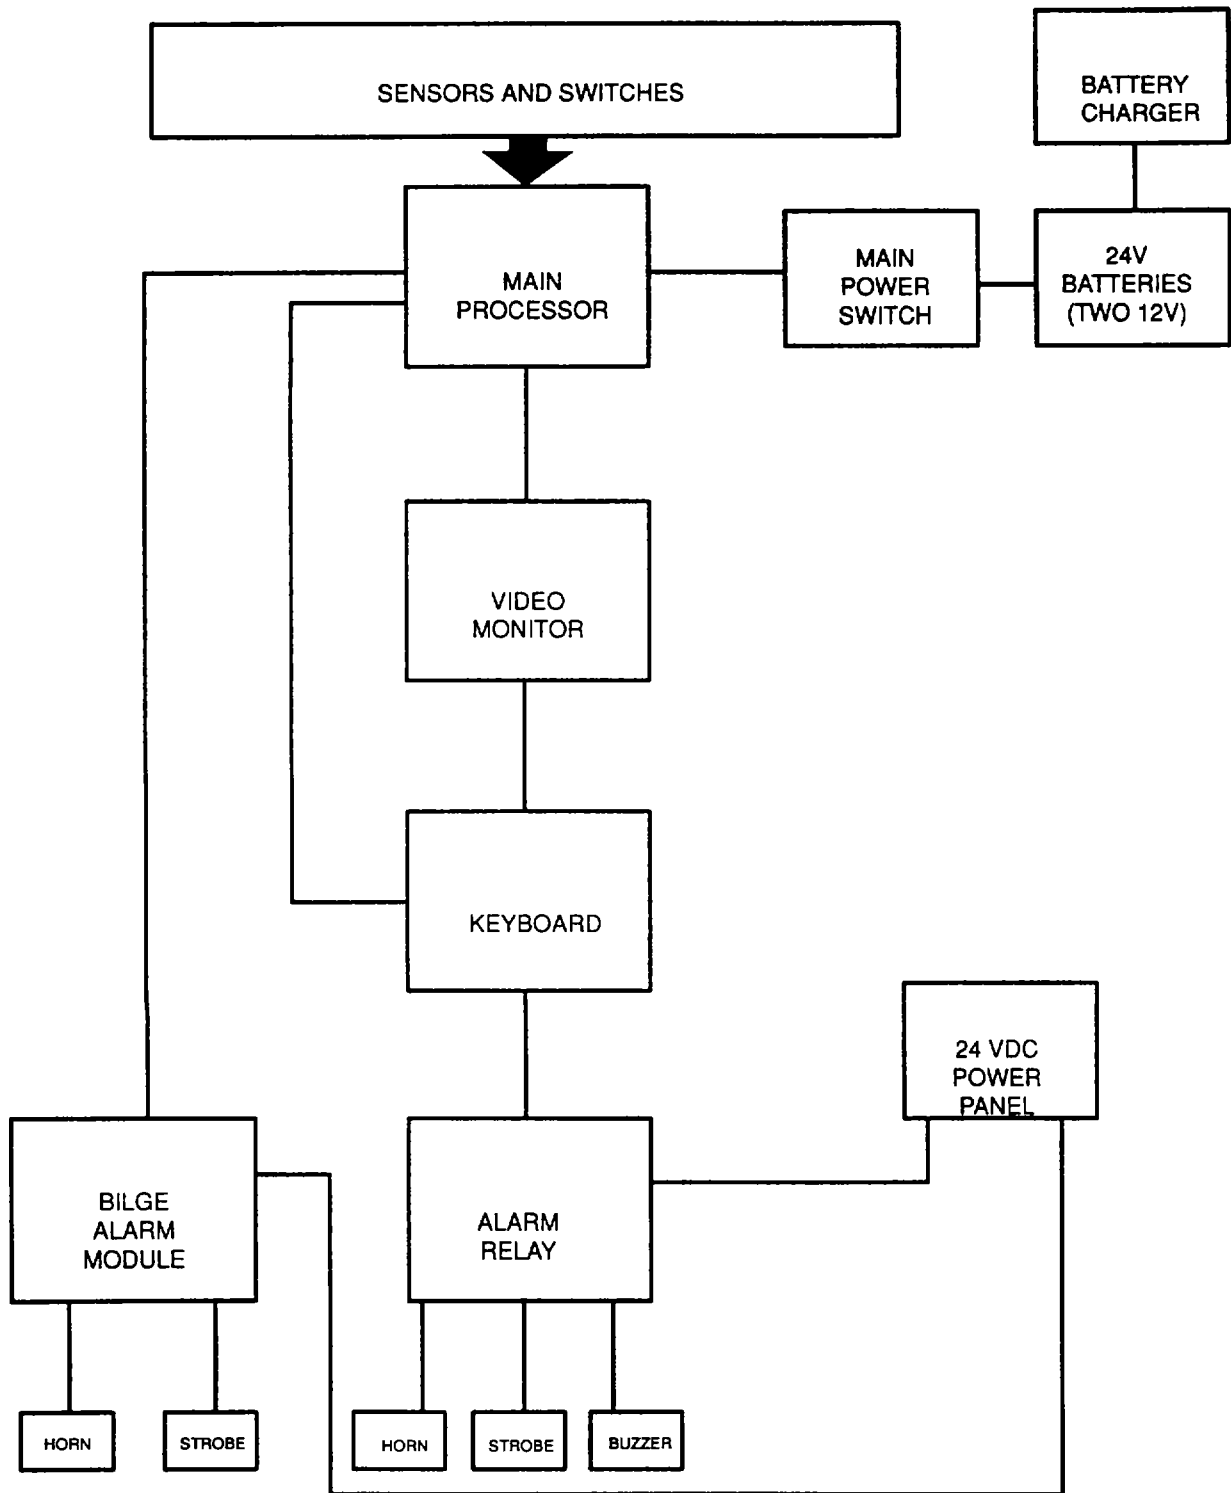 SENSORS AND SWITCHES
BATTERY
CHARGER
MAIN
PROCESSOR
MAIN
POWER
SWITCH
24V
BATTERIES
(TWO 12V)
VIDEO
MONITOR
KEYBOARD
24 VDC
POWER
PANEL
BILGE
ALARM
MODULE
ALARM
RELAY
HORN
STROBE
HORN
STROBE
BUZZER